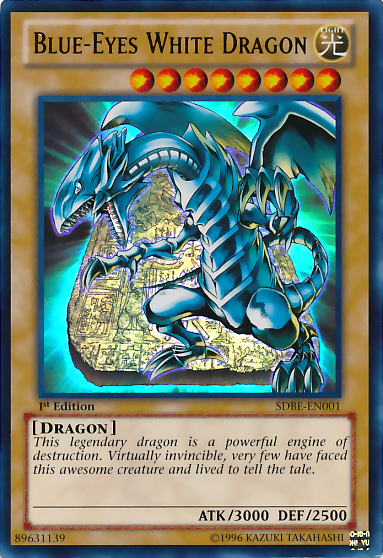 BLUE-EYES WHITE DRAGON
LIGHT
光
1st Edition
SDBE-EN001
[DRAGON]
This legendary dragon is a powerful engine of
destruction. Virtually invincible, very few have faced
this awesome creature and lived to tell the tale.
ATK/3000 DEF/2500
89631139
©1996 KAZUKI TAKAHASHI